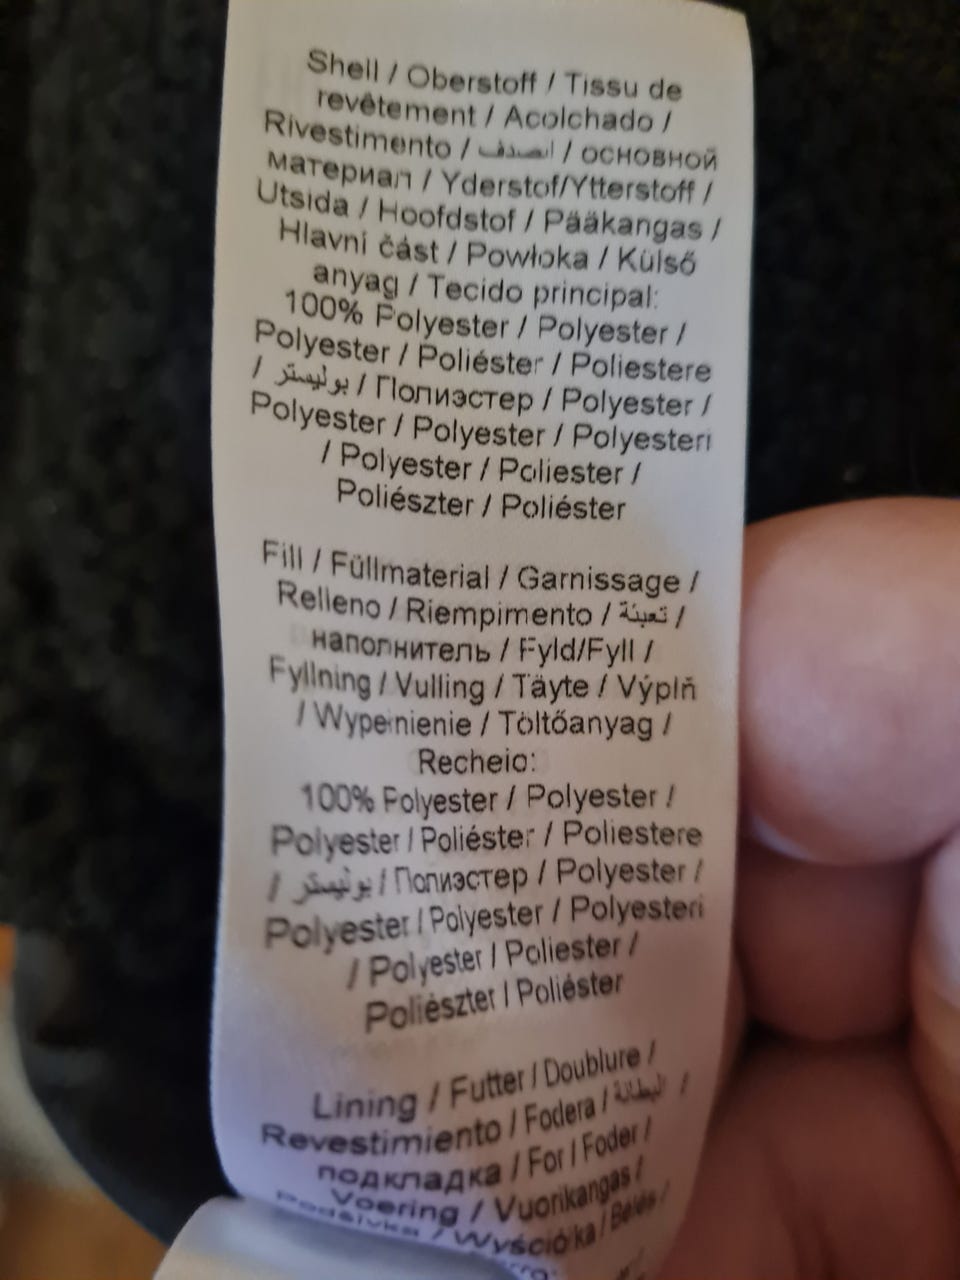 Shell / Oberstoff / Tissu de
revêtement / Acolchado /
Rivestimento / الصدف / основной
материал / Yderstof/Ytterstoff /
Utsida / Hoofdstof / Pääkangas /
Hlavní část / Powłoka / Külső
anyag / Tecido principal:
100% Polyester / Polyester /
Polyester / Poliéster / Poliestere
/ بوليستر / Полиэстер / Polyester /
Polyester / Polyester / Polyesteri
/ Polyester / Poliester /
Poliészter / Poliéster
Fill / Füllmaterial / Garnissage /
Relleno / Riempimento / تعبئة /
наполнитель / Fyld/Fyll /
Fyllning / Vulling / Täyte / Výplň
/ Wypełnienie / Töltőanyag /
Recheio:
100% Polyester / Polyester /
Polyester / Poliéster / Poliestere
/ بوليستر / Полиэстер / Polyester /
Polyester / Polyester / Polyesteri
/ Polyester / Poliester /
Poliészter / Poliéster
Lining / Futter / Doublure /
Revestimiento / Fodera / البطانة /
подкладка / For / Foder /
Voering / Vuorikangas /
Podšívka / Wyściółka / Bélés /